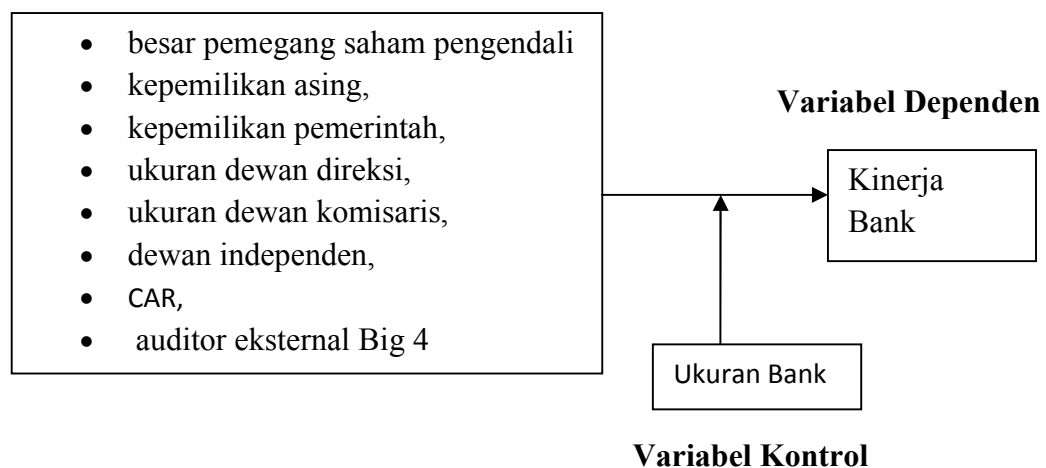 • besar pemegang saham pengendali
• kepemilikan asing,
• kepemilikan pemerintah,
• ukuran dewan direksi,
• ukuran dewan komisaris,
• dewan independen,
• CAR,
• auditor eksternal Big 4
Variabel Dependen
Kinerja
Bank
Ukuran Bank
Variabel Kontrol